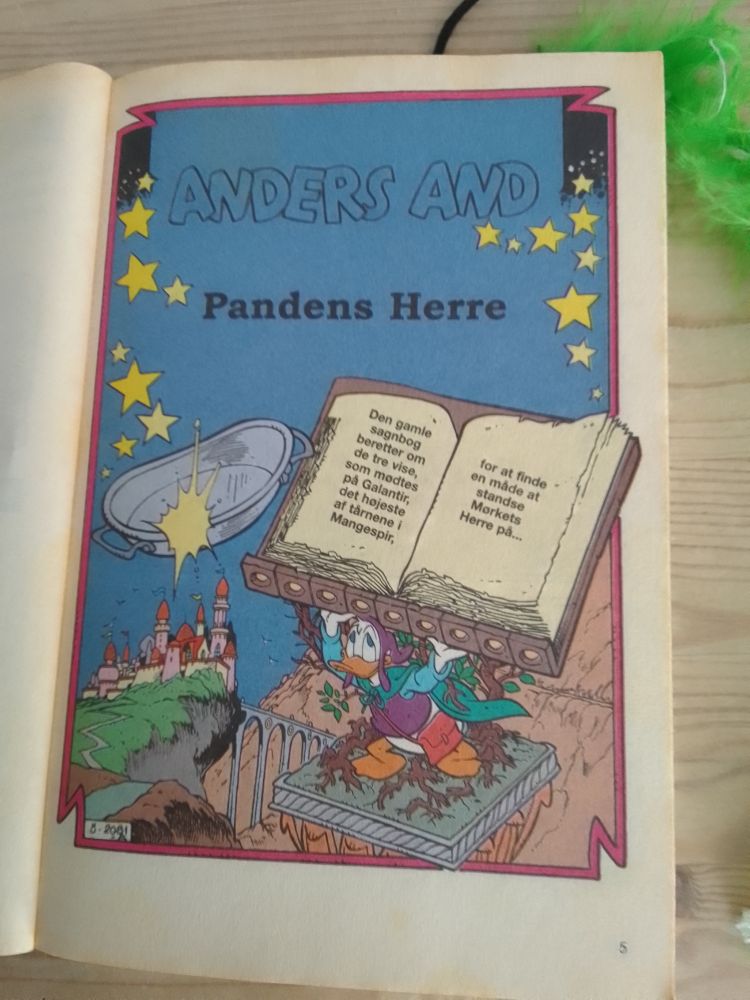 ANDERS AND
Pandens Herre
Den gamle
sagnbog
beretter om
de tre vise,
som mødtes
på Galantir,
det højeste
af tårnene i
Mangespir,
for at finde
en måde at
standse
Mørkets
Herre på...
5